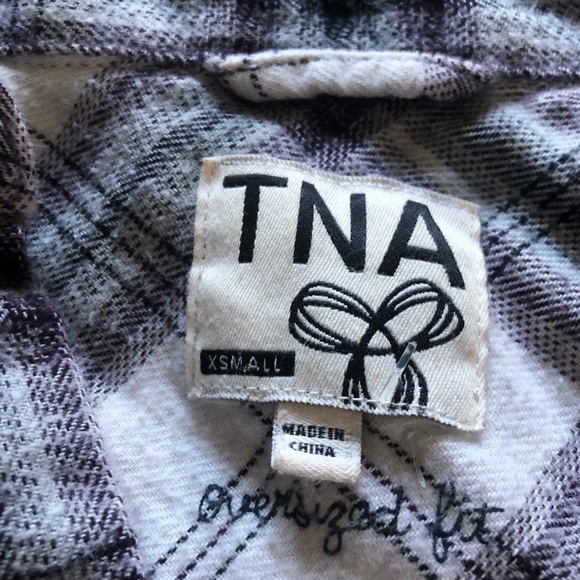 TNA
XSMALL
MADE IN
CHINA
oversized fit.